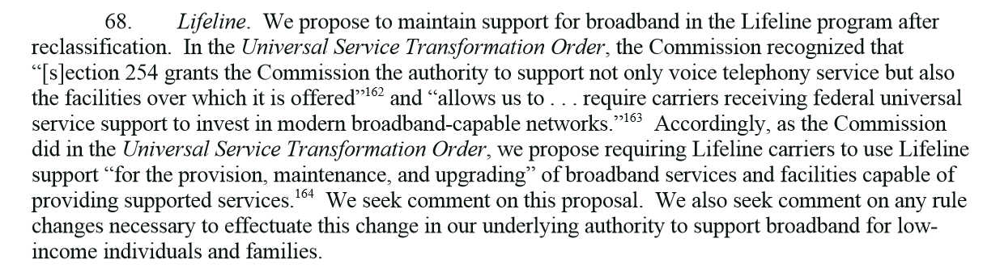 68. Lifeline. We propose to maintain support for broadband in the Lifeline program after
reclassification. In the Universal Service Transformation Order, the Commission recognized that
“[s]ection 254 grants the Commission the authority to support not only voice telephony service but also
the facilities over which it is offered”162 and “allows us to . . . require carriers receiving federal universal
service support to invest in modern broadband-capable networks.”163 Accordingly, as the Commission
did in the Universal Service Transformation Order, we propose requiring Lifeline carriers to use Lifeline
support “for the provision, maintenance, and upgrading” of broadband services and facilities capable of
providing supported services.164 We seek comment on this proposal. We also seek comment on any rule
changes necessary to effectuate this change in our underlying authority to support broadband for low-
income individuals and families.